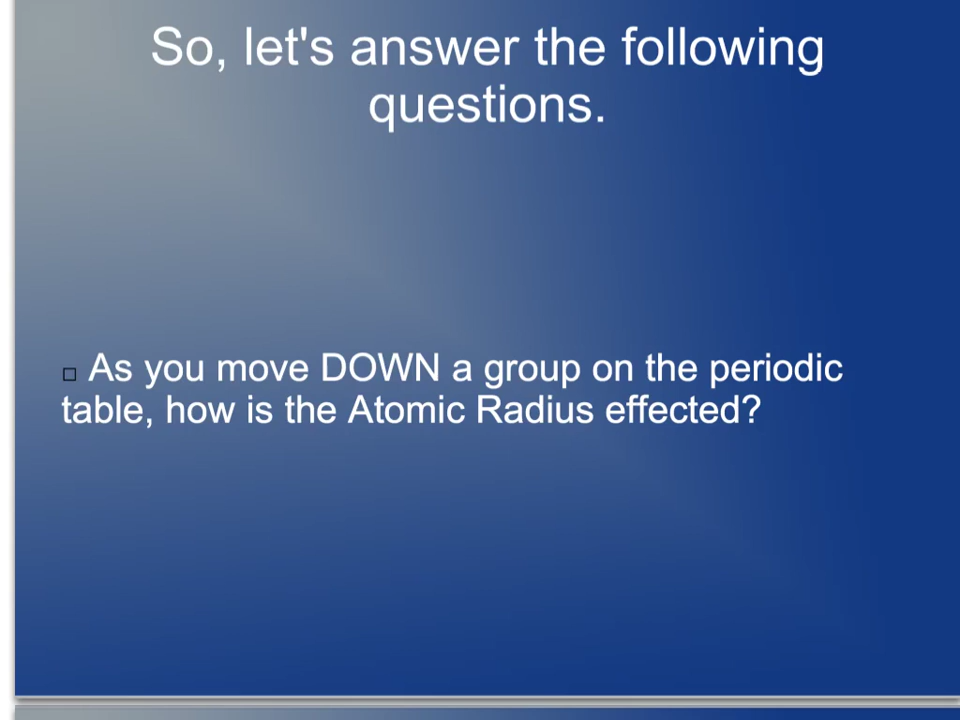 So, let's answer the following
questions.
□ As you move DOWN a group on the periodic
table, how is the Atomic Radius effected?